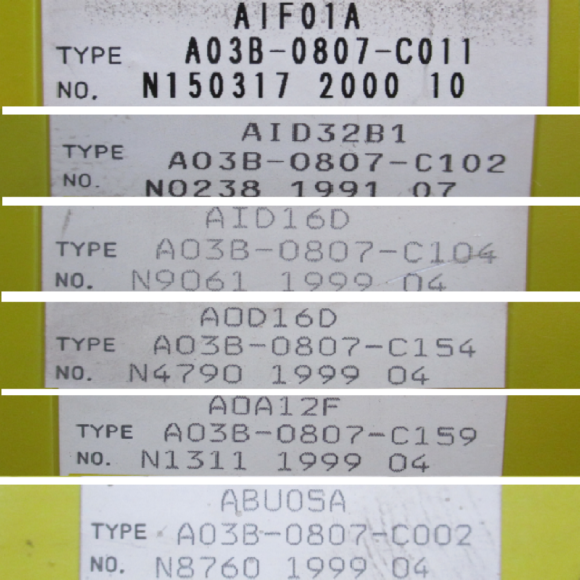 AIF01A
TYPE A03B-0807-C011
NO. N150317 2000 10
AID32B1
TYPE A03B-0807-C102
NO. N0238 1991 07
AID16D
TYPE A03B-0807-C104
NO. N9061 1999 04
AOD16D
TYPE A03B-0807-C154
NO. N4790 1999 04
AOA12F
TYPE A03B-0807-C159
NO. N1311 1999 04
ABU05A
TYPE A03B-0807-C002
NO. N8760 1999 04